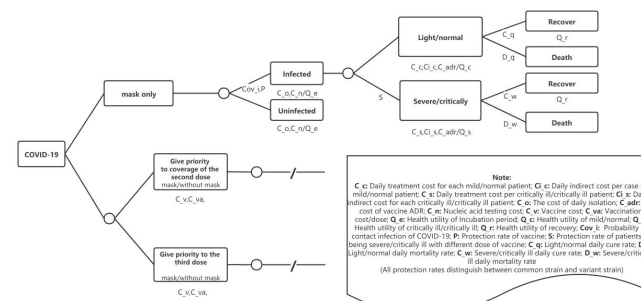 COVID-19
mask only
Cov_i,P
Infected
C_o,C_n/Q_e
Uninfected
C_o,C_n/Q_e
Light/normal
C_c,Ci_c,C_adr/Q_c
S
Severe/critically
C_s,Ci_s,C_adr/Q_s
C_q
Recover
Q_r
D_q
Death
C_w
Recover
Q_r
D_w
Death
Give priority
to coverage of the
second dose
mask/without mask
C_v,C_va,
Give priority to the
third dose
mask/without mask
C_v,C_va,
Note:
C_c: Daily treatment cost for each mild/normal patient; Ci_c: Daily indirect cost per case
mild/normal patient; C_s: Daily treatment cost per critically ill/critically ill patient; Ci_s:
indirect cost for each critically ill/critically ill patient; C_o: The cost of daily isolation; C_adr:
cost of vaccine ADR; C_n: Nucleic acid testing cost; C_v: Vaccine cost; C_va: Vaccination
cost/dose; Q_e: Health utility of Incubation period; Q_c: Health utility of mild/normal;
Health utility of critically ill/critically ill; Q_r: Health utility of recovery; Cov_i: Probability
contact infection of COVID-19; P: Protection rate of vaccine; S: Protection rate of patients
being severe/critically ill with different dose of vaccine; C_q: Light/normal daily cure rate;
Light/normal daily mortality rate; C_w: Severe/critically ill daily cure rate; D_w:
ill daily mortality rate
(All protection rates distinguish between common strain and variant strain)